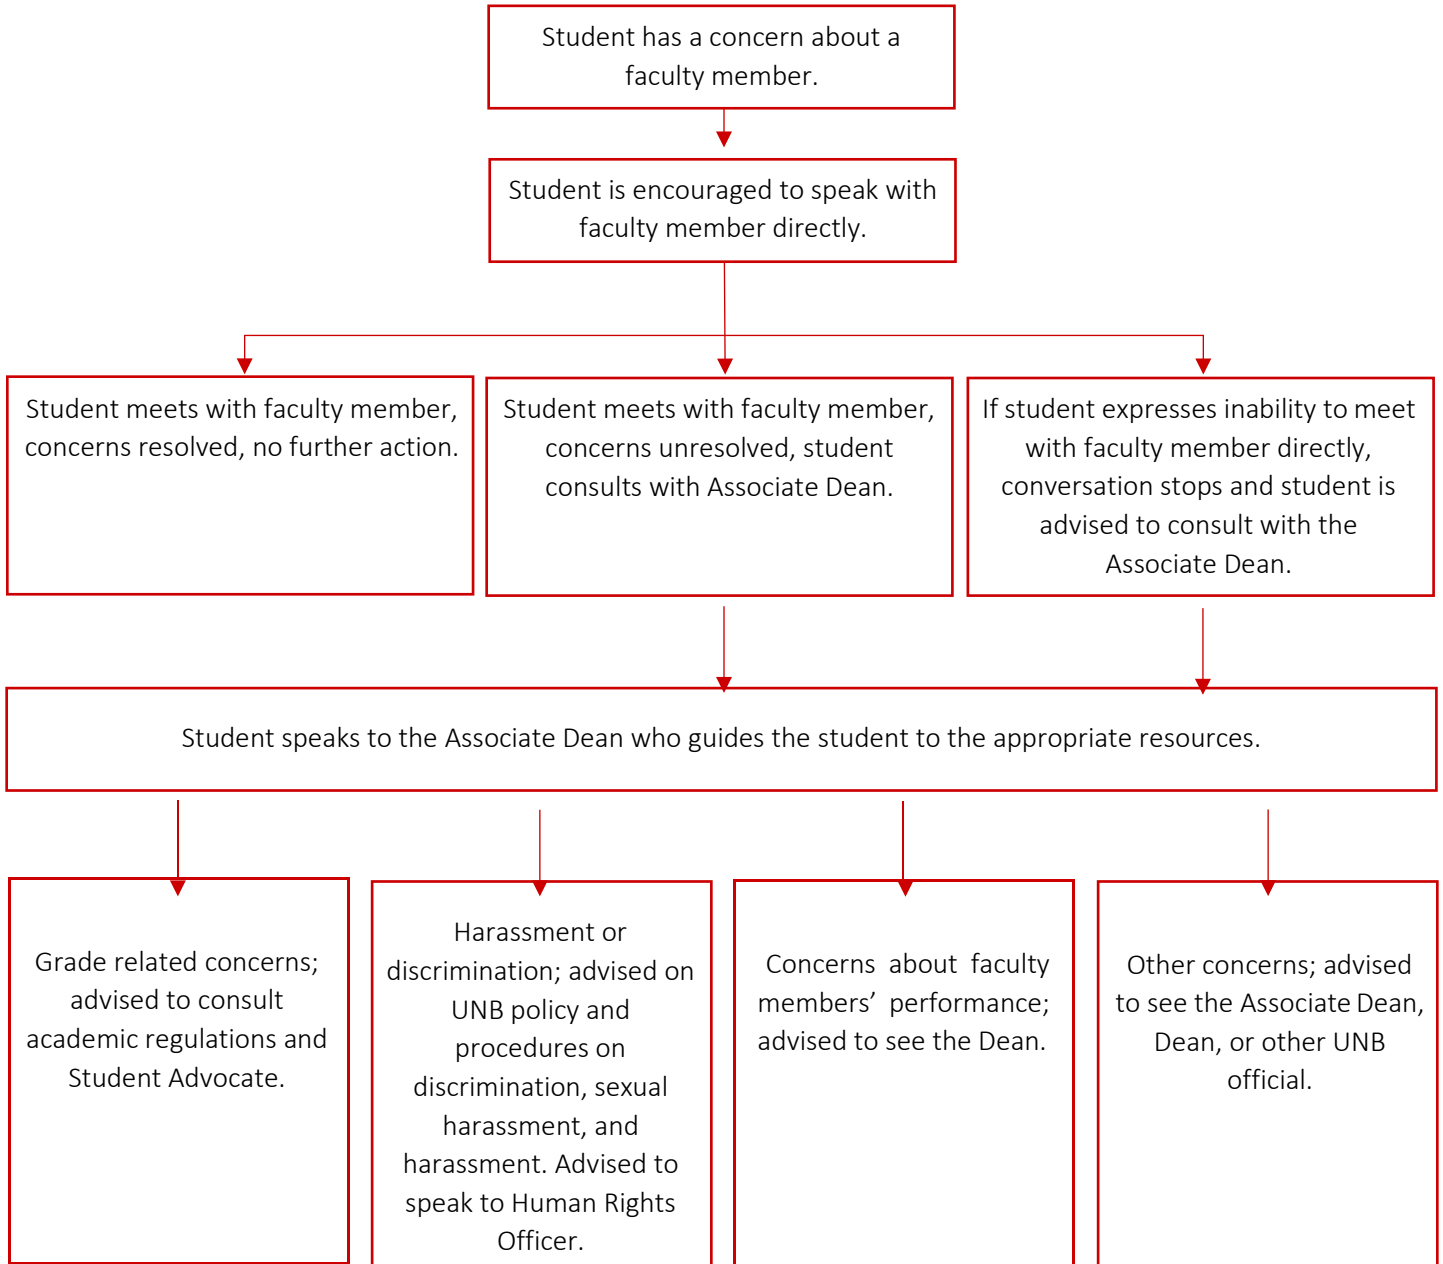 Student has a concern about a
faculty member.
Student is encouraged to speak with
faculty member directly.
Student meets with faculty member,
concerns resolved, no further action.
Student meets with faculty member,
concerns unresolved, student
consults with Associate Dean.
If student expresses inability to meet
with faculty member directly,
conversation stops and student is
advised to consult with the
Associate Dean.
Student speaks to the Associate Dean who guides the student to the appropriate resources.
Grade related concerns;
advised to consult
academic regulations and
Student Advocate.
Harassment or
discrimination; advised on
UNB policy and
procedures on
discrimination, sexual
harassment, and
harassment. Advised to
speak to Human Rights
Officer.
Concerns about faculty
members’ performance;
advised to see the Dean.
Other concerns; advised
to see the Associate Dean,
Dean, or other UNB
official.